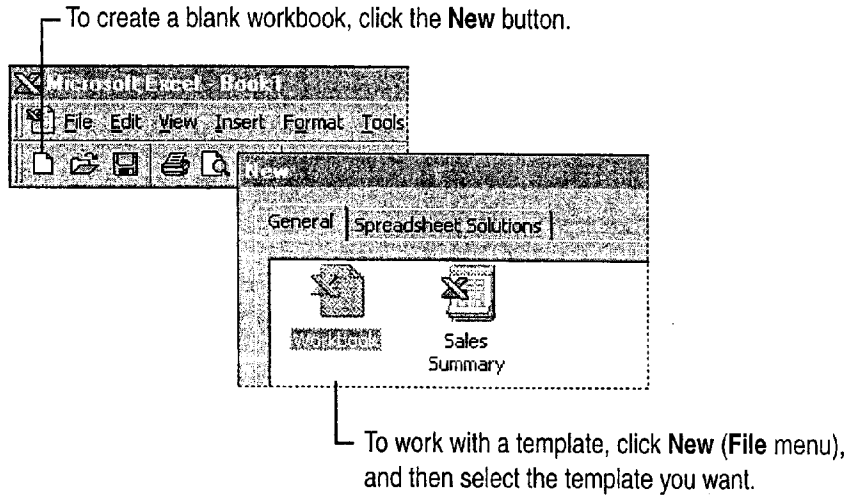 To create a blank workbook, click the New button.
Microsoft Excel - Book1
File Edit View Insert Format Tools
New
General Spreadsheet Solutions
Workbook
Sales
Summary
To work with a template, click New (File menu),
and then select the template you want.